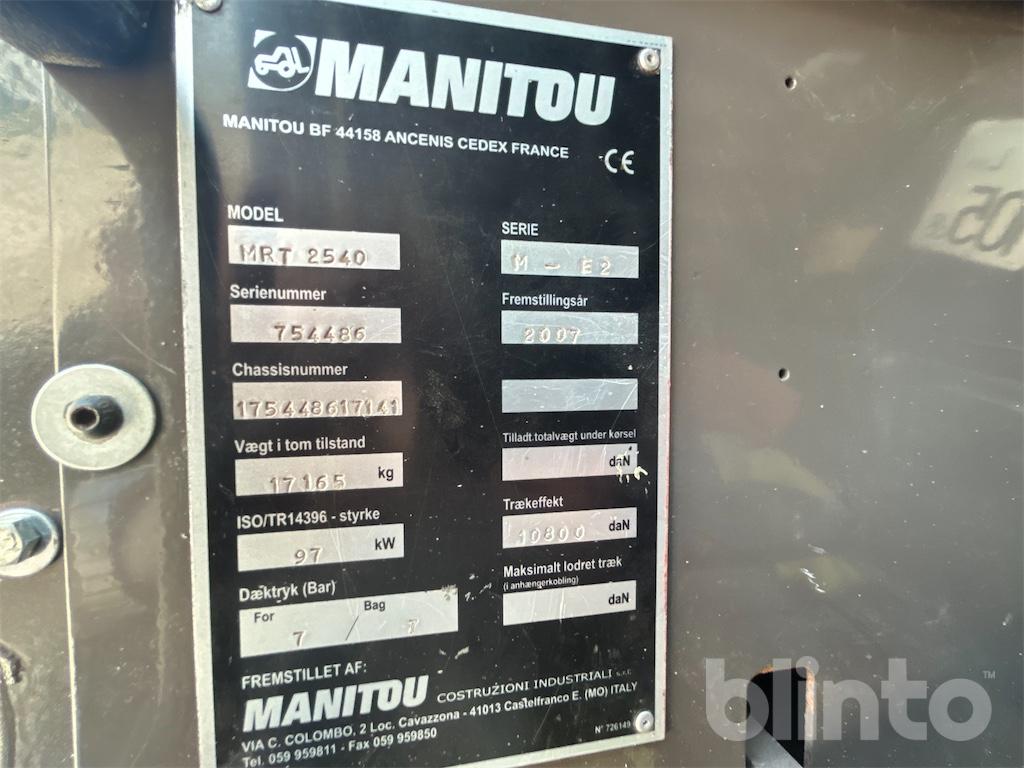 MANITOU
MANITOU BF 44158 ANCENIS CEDEX FRANCE
CE
MODEL
MRT 2540
SERIE
M - E2
Serienummer
754486
Fremstillingsår
2007
Chassisnummer
175448617141
Vægt i tom tilstand
17165 kg
Tilladt totalvægt under kørsel
daN
ISO/TR14396 - styrke
97 kW
Trækeffekt
10800 daN
Dæktryk (Bar)
For Bag
7 / 7
Maksimalt lodret træk
(i anhængerkobling)
daN
FREMSTILLET AF:
MANITOU COSTRUZIONI INDUSTRIALI s.r.l.
VIA C. COLOMBO, 2 Loc. Cavazzona - 41013 Castelfranco E. (MO) ITALY
Tel. 059 959811 - Fax 059 959850
N° 726149
blinto™